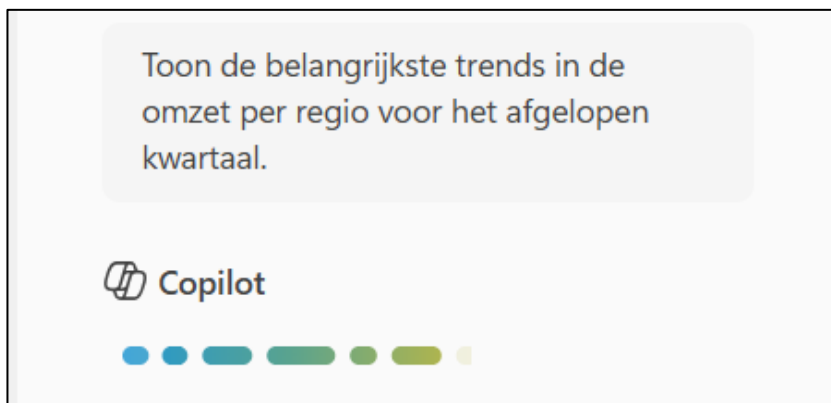 Toon de belangrijkste trends in de
omzet per regio voor het afgelopen
kwartaal.
Copilot